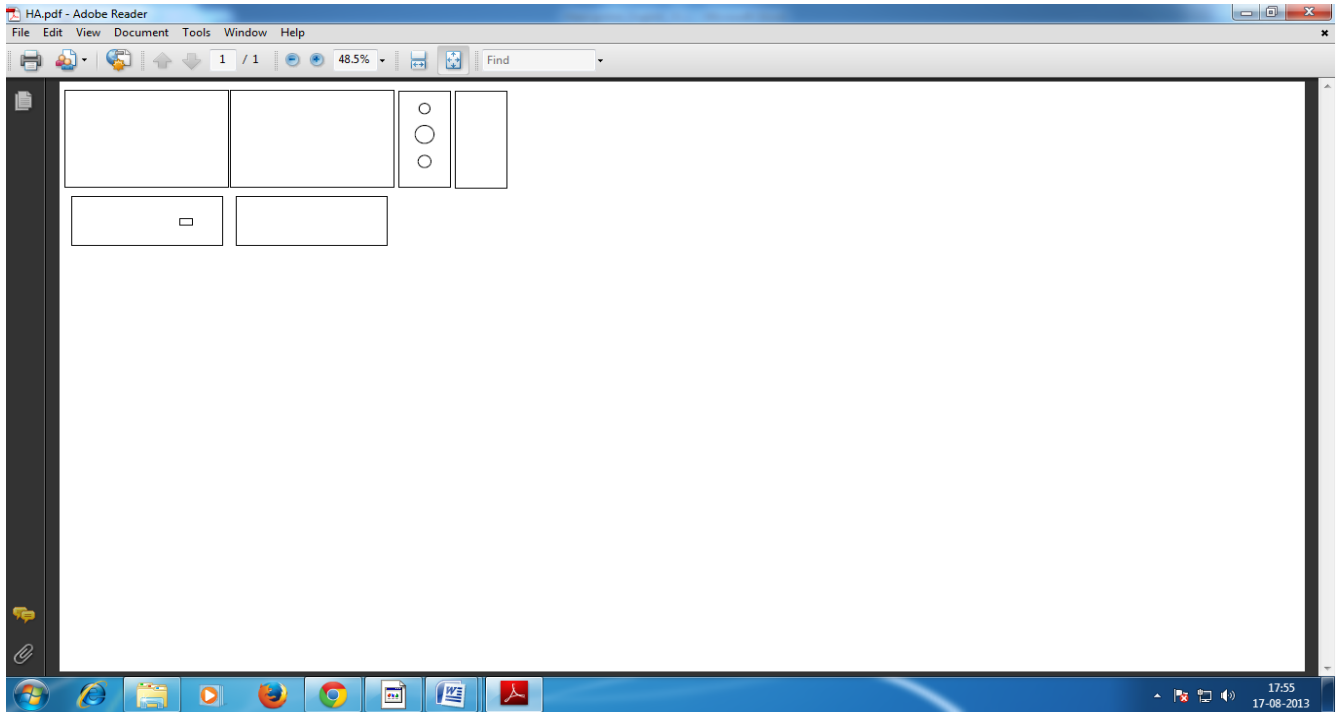 HA.pdf - Adobe Reader
File Edit View Document Tools Window Help
1 / 1 48.5% Find
17:55
17-08-2013